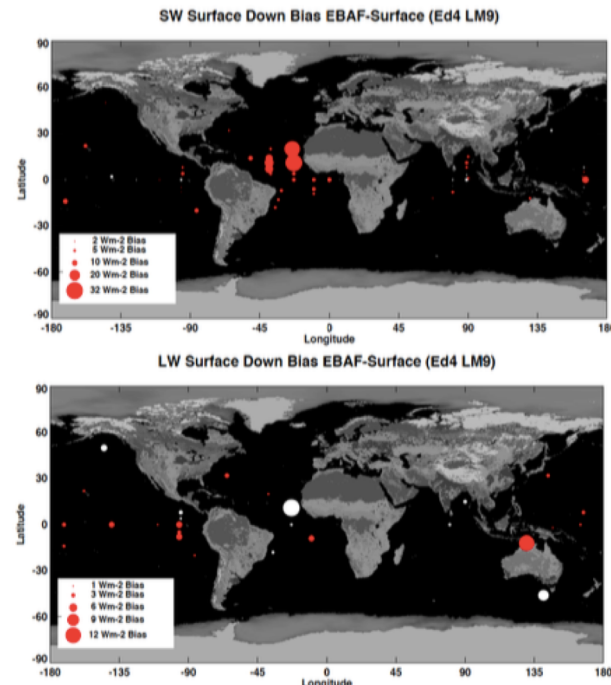 SW Surface Down Bias EBAF-Surface (Ed4 LM9)
90
60
30
0
-30
-60
-90
Latitude
2 Wm-2 Bias
5 Wm-2 Bias
10 Wm-2 Bias
20 Wm-2 Bias
32 Wm-2 Bias
-180 -135 -90 -45 0 45 90 135 180
Longitude
LW Surface Down Bias EBAF-Surface (Ed4 LM9)
90
60
30
0
-30
-60
-90
Latitude
1 Wm-2 Bias
3 Wm-2 Bias
6 Wm-2 Bias
9 Wm-2 Bias
12 Wm-2 Bias
-180 -135 -90 -45 0 45 90 135 180
Longitude